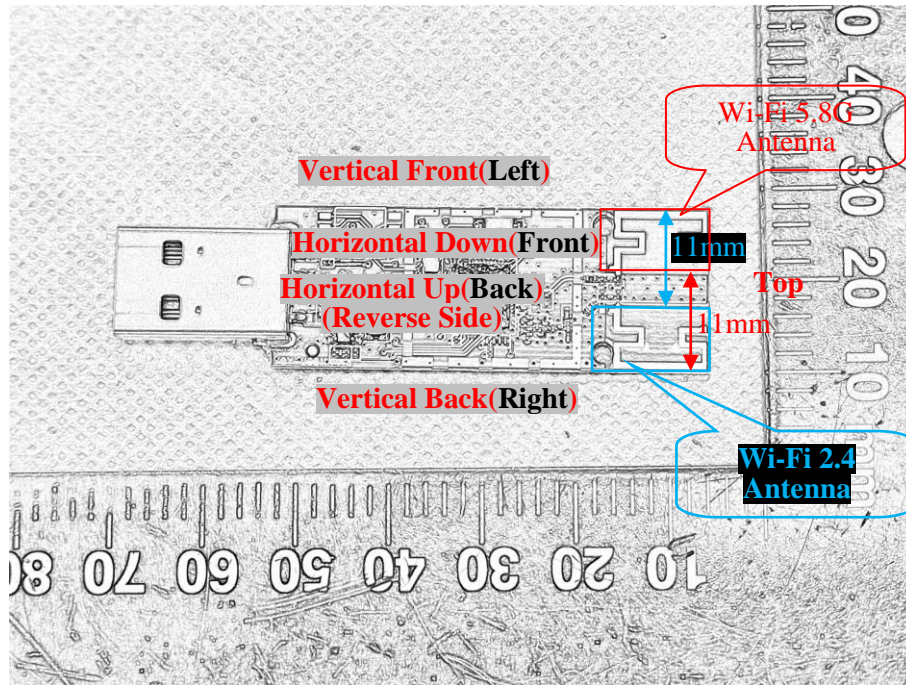 Wi-Fi 5.8G
Antenna
Vertical Front(Left)
Horizontal Down(Front)
11mm
Horizontal Up(Back)
(Reverse Side)
Top
11mm
Vertical Back(Right)
Wi-Fi 2.4
Antenna
40
30
20
10
mm
80 70 60 50 40 30 20 10